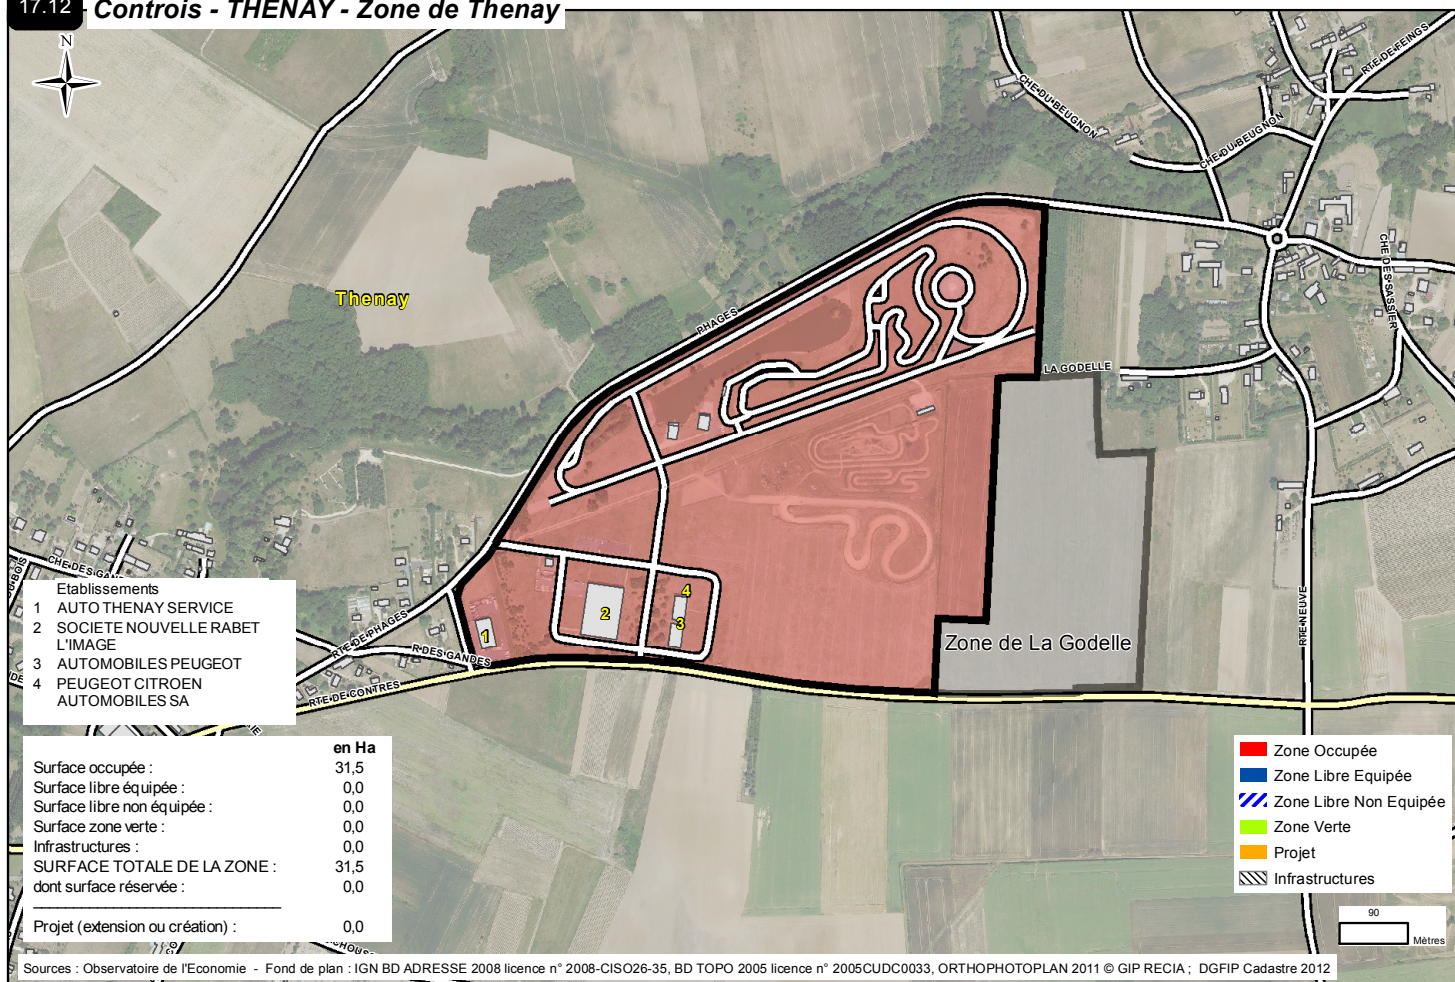 17.12
Controis - THENAY - Zone de Thenay
N
CHE DU BEUGNON
RTE DE FEINGS
CHE DU BEUGNON
CHE DES SASSIER
Thenay
PHAGES
LA GODELLE
Zone de La Godelle
RTE NEUVE
CHE DES GAN
RTE DE PHAGES
R DES GANDES
RTE DE CONTRES
1
2
3
4
Etablissements
1 AUTO THENAY SERVICE
2 SOCIETE NOUVELLE RABET
L'IMAGE
3 AUTOMOBILES PEUGEOT
4 PEUGEOT CITROEN
AUTOMOBILES SA
en Ha
Surface occupée : 31,5
Surface libre équipée : 0,0
Surface libre non équipée : 0,0
Surface zone verte : 0,0
Infrastructures : 0,0
SURFACE TOTALE DE LA ZONE : 31,5
dont surface réservée : 0,0
Projet (extension ou création) : 0,0
Zone Occupée
Zone Libre Equipée
Zone Libre Non Equipée
Zone Verte
Projet
Infrastructures
90
Mètres
Sources : Observatoire de l'Economie - Fond de plan : IGN BD ADRESSE 2008 licence n° 2008-CISO26-35, BD TOPO 2005 licence n° 2005CUDC0033, ORTHOPHOTOPLAN 2011 © GIP RECIA ; DGFIP Cadastre 2012